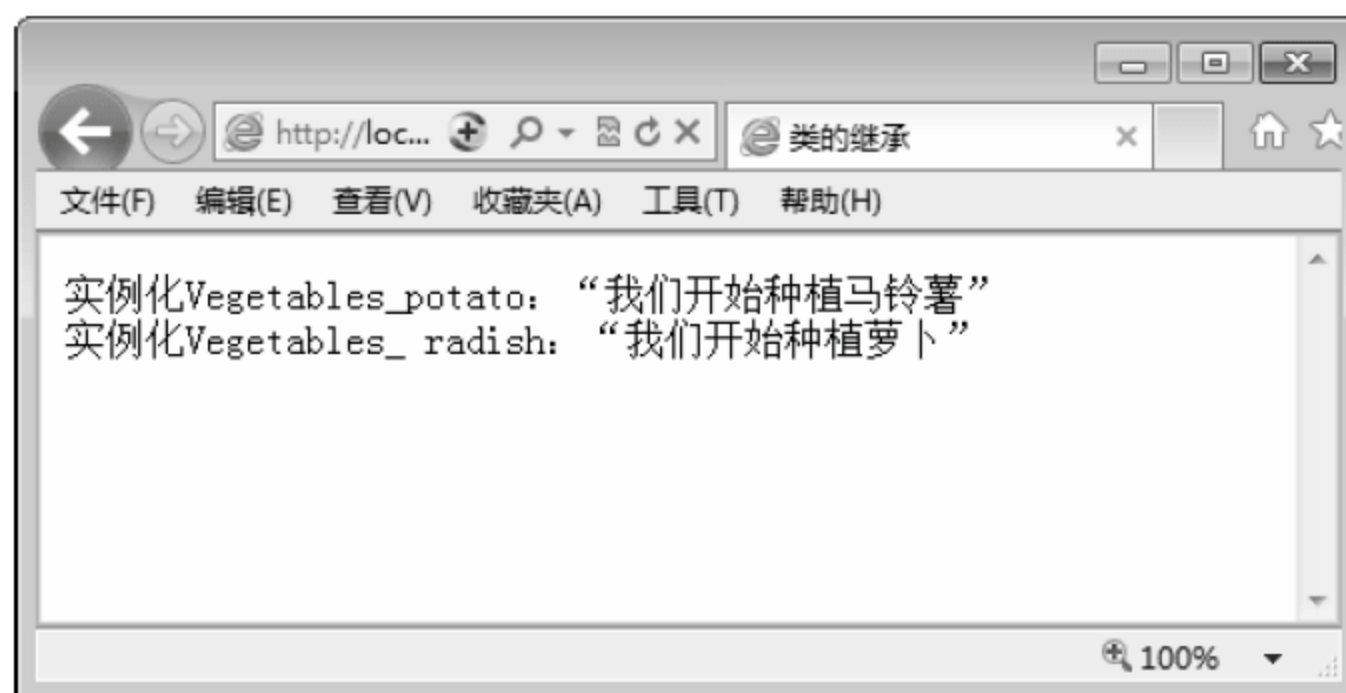 http://loc...
类的继承
文件(F) 编辑(E) 查看(V) 收藏夹(A) 工具(T) 帮助(H)
实例化Vegetables_potato：“我们开始种植马铃薯”
实例化Vegetables_ radish：“我们开始种植萝卜”
100%